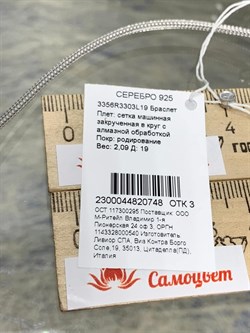 СЕРЕБРО 925
3356R3303L19 Браслет
Плет. сетка машинная
закрученная в круг с
алмазной обработкой
Покр: родирование
Вес: 2,09 Д: 19
2300044820748 ОТК 3
ОСТ 117300295 Поставщик: ООО
М-Ритейл Владимир 1-я
Пионерская 24 оф 3, ОРГН
1143328000540 Изготовитель:
Ливиор СПА, Виа Контра Борго
Соле 19, 35013, Цитаделла(ПД),
Италия
Самоцвет